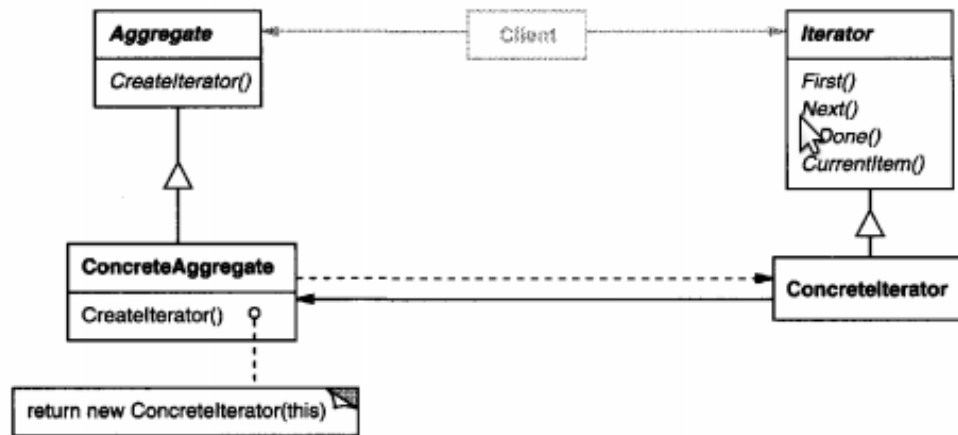 Aggregate
CreateIterator()
Client
Iterator
First()
Next()
Done()
CurrentItem()
ConcreteAggregate
CreateIterator()
ConcreteIterator
return new ConcreteIterator(this)